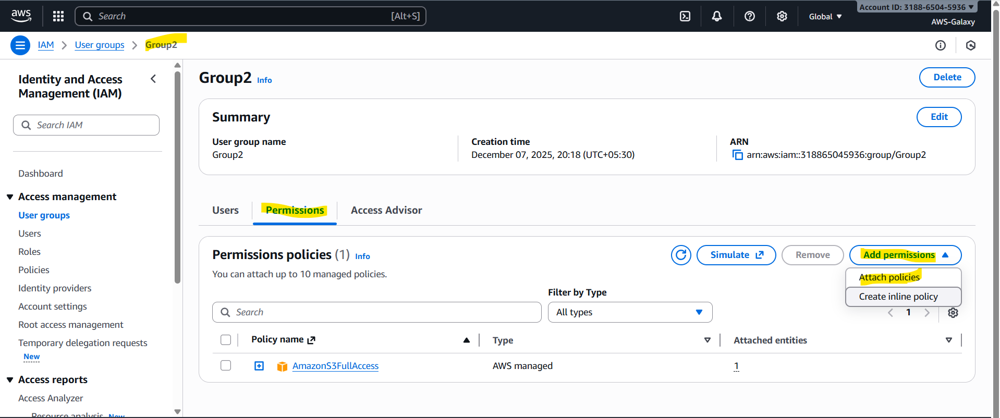 aws
Search
[Alt+S]
Global
Account ID: 3188-6504-5936
AWS-Galaxy
IAM
User groups
Group2
Identity and Access
Management (IAM)
Search IAM
Dashboard
Access management
User groups
Users
Roles
Policies
Identity providers
Account settings
Root access management
Temporary delegation requests
New
Access reports
Access Analyzer
Resource analysis New
Group2 Info
Delete
Summary
Edit
User group name
Group2
Creation time
December 07, 2025, 20:18 (UTC+05:30)
ARN
arn:aws:iam::318865045936:group/Group2
Users
Permissions
Access Advisor
Permissions policies (1) Info
You can attach up to 10 managed policies.
Simulate
Remove
Add permissions
Attach policies
Create inline policy
Filter by Type
Search
All types
1
Policy name
Type
Attached entities
AmazonS3FullAccess
AWS managed
1